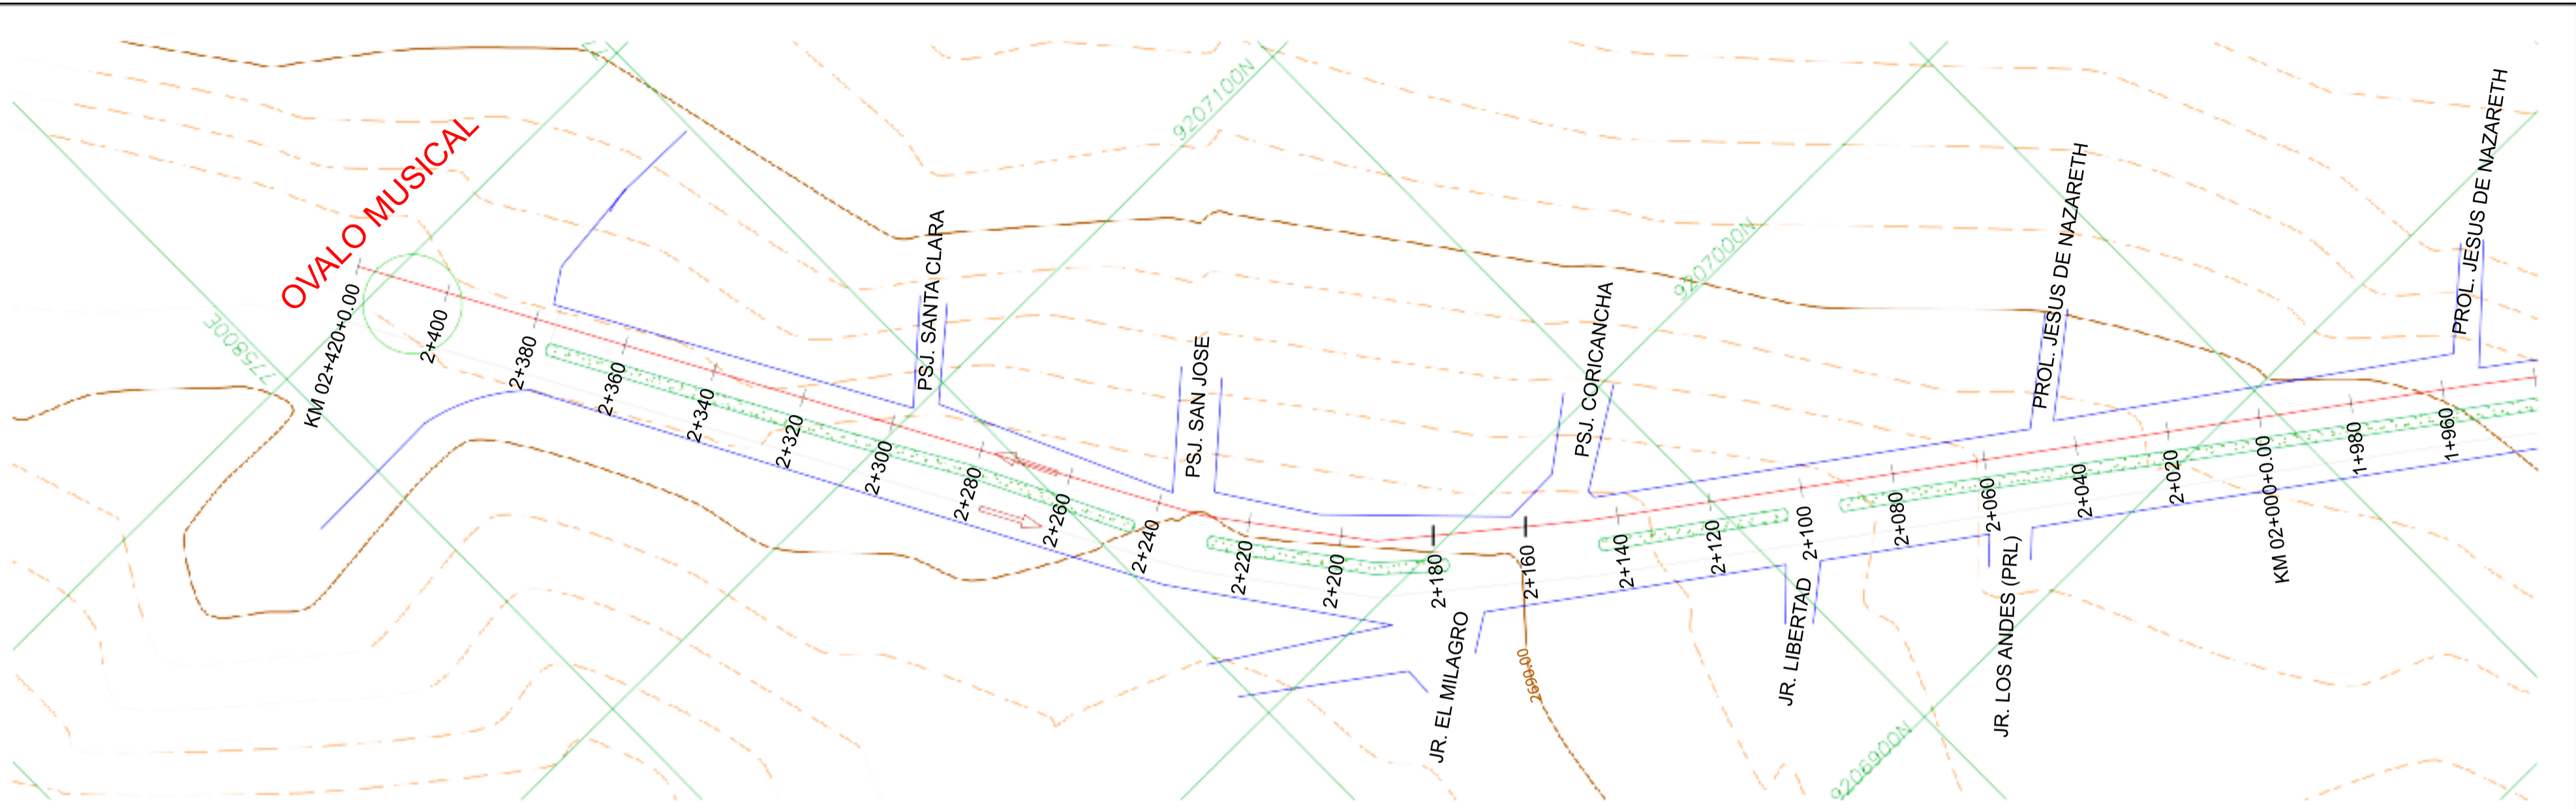 OVALO MUSICAL
775800E
KM 02+420+0.00
2+400
2+380
2+360
2+340
2+320
2+300
PSJ. SANTA CLARA
2+280
2+260
2+240
9207100N
PSJ. SAN JOSE
2+220
2+200
2+180
JR. EL MILAGRO
2+160
2690.00
PSJ. CORICANCHA
2+140
9207000N
2+120
2+100
JR. LIBERTAD
2+080
9206900N
2+060
JR. LOS ANDES (PRL)
PROL. JESUS DE NAZARETH
2+040
2+020
KM 02+000+0.00
1+980
1+960
PROL. JESUS DE NAZARETH